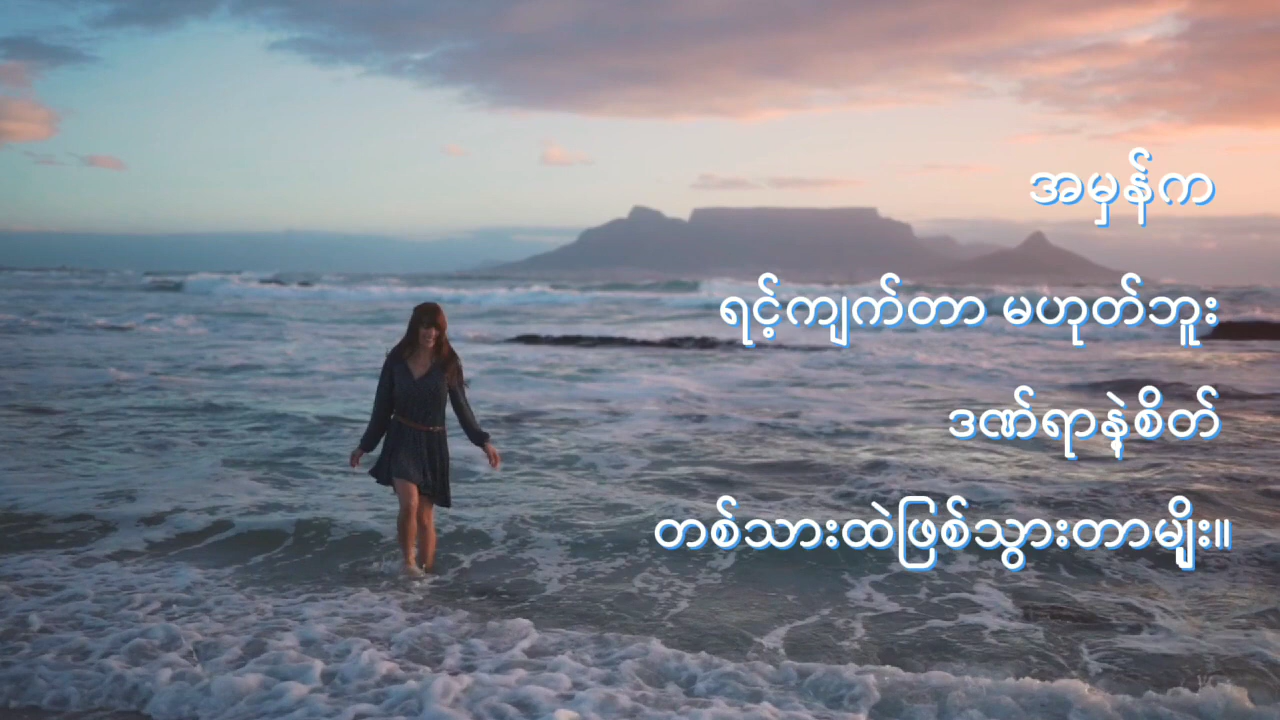 အမှန်က
ရင့်ကျက်တာ မဟုတ်ဘူး
ဒဏ်ရာနဲ့စိတ်
တစ်သားထဲဖြစ်သွားတာမျိုး။